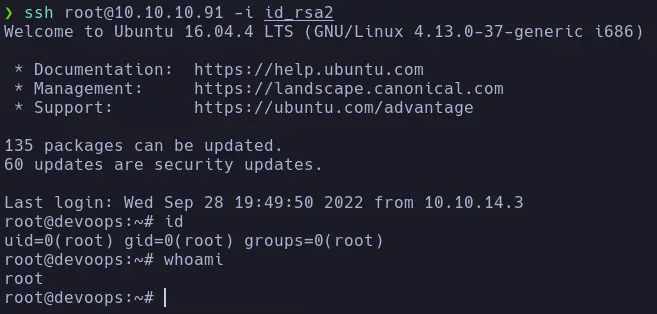 ❯ ssh root@10.10.10.91 -i id_rsa2
Welcome to Ubuntu 16.04.4 LTS (GNU/Linux 4.13.0-37-generic i686)
* Documentation:  https://help.ubuntu.com
* Management:     https://landscape.canonical.com
* Support:        https://ubuntu.com/advantage
135 packages can be updated.
60 updates are security updates.
Last login: Wed Sep 28 19:49:50 2022 from 10.10.14.3
root@devoops:~# id
uid=0(root) gid=0(root) groups=0(root)
root@devoops:~# whoami
root
root@devoops:~#